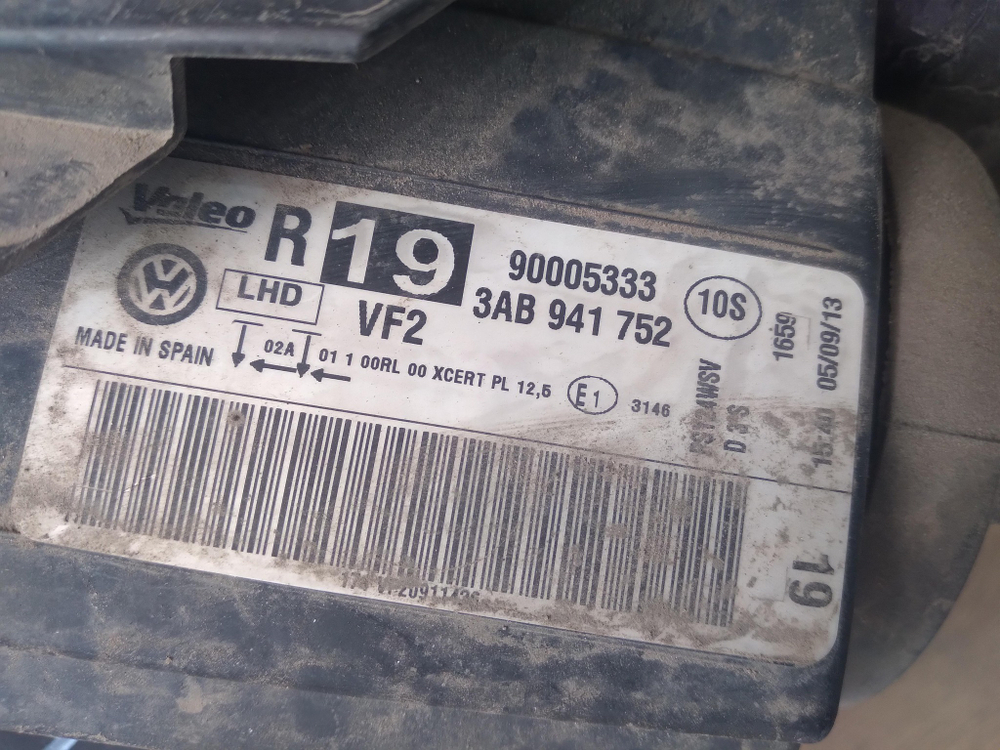 Valeo
R 19
90005333
3AB 941 752
10S
LHD
VF2
MADE IN SPAIN
02A
01 1 00RL 00 XCERT PL 12,5
E1
3146
1659
05/09/13
19